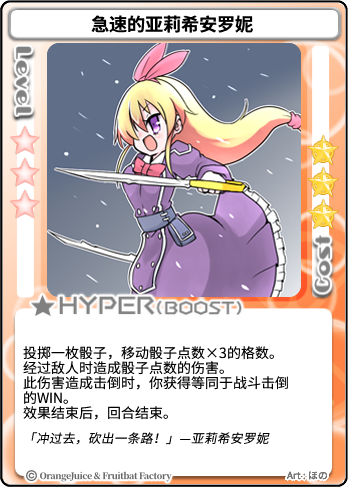 急速的亚莉希安罗妮
Level
Cost
HYPER(BOOST)
投掷一枚骰子，移动骰子点数×3的格数。
经过敌人时造成骰子点数的伤害。
此伤害造成击倒时，你获得等同于战斗击倒
的WIN。
效果结束后，回合结束。
「冲过去，砍出一条路！」—亚莉希安罗妮
© OrangeJuice & Fruitbat Factory
Art : ほの